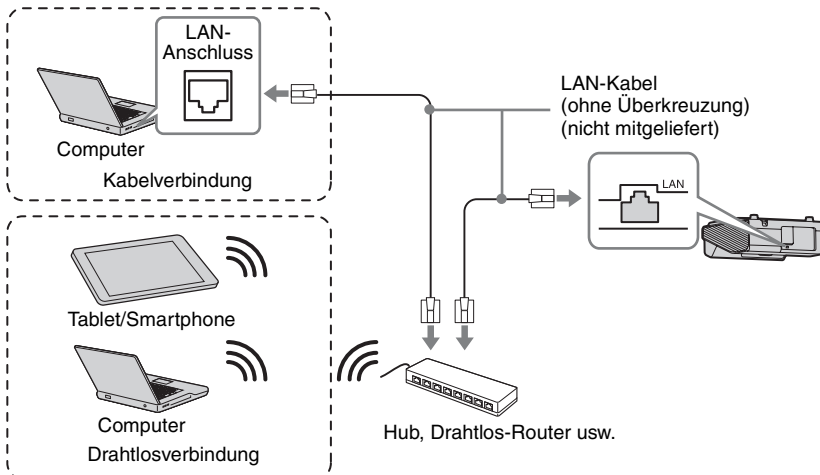 LAN-
Anschluss
Computer
Kabelverbindung
LAN-Kabel
(ohne Überkreuzung)
(nicht mitgeliefert)
LAN
Tablet/Smartphone
Computer
Drahtlosverbindung
Hub, Drahtlos-Router usw.